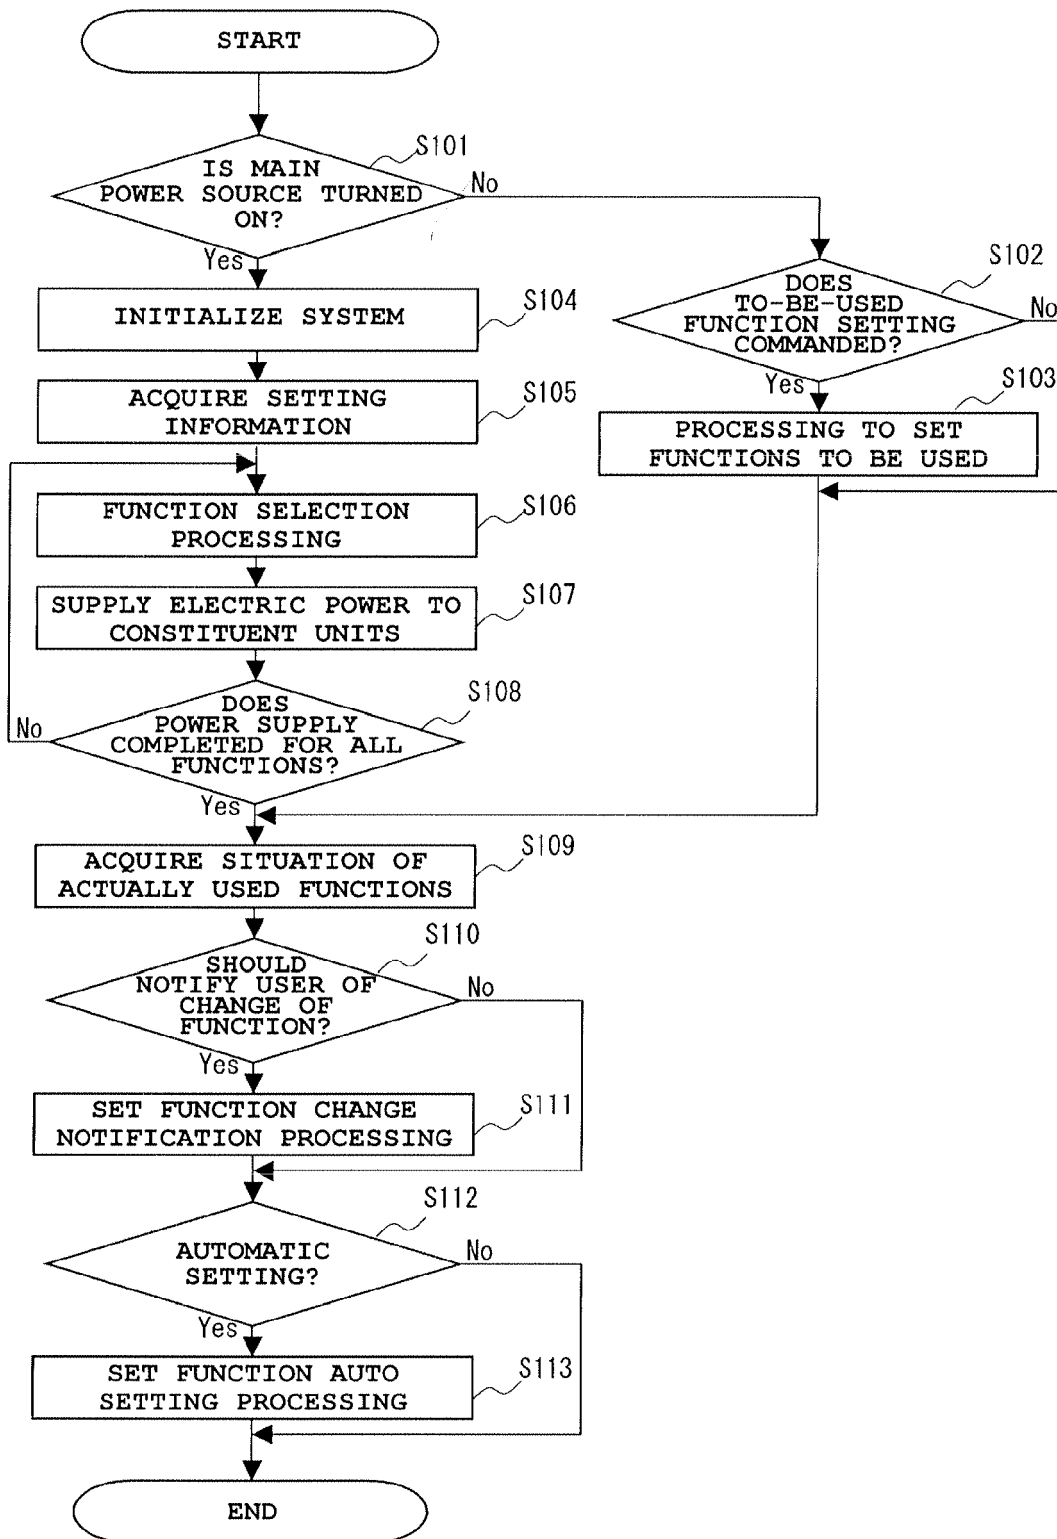 START
S101
IS MAIN
POWER SOURCE TURNED
ON?
No
Yes
S102
DOES
TO-BE-USED
FUNCTION SETTING
COMMANDED?
No
Yes
S103
PROCESSING TO SET
FUNCTIONS TO BE USED
S104
INITIALIZE SYSTEM
S105
ACQUIRE SETTING
INFORMATION
S106
FUNCTION SELECTION
PROCESSING
S107
SUPPLY ELECTRIC POWER TO
CONSTITUENT UNITS
S108
DOES
POWER SUPPLY
COMPLETED FOR ALL
FUNCTIONS?
No
Yes
S109
ACQUIRE SITUATION OF
ACTUALLY USED FUNCTIONS
S110
SHOULD
NOTIFY USER OF
CHANGE OF
FUNCTION?
No
Yes
S111
SET FUNCTION CHANGE
NOTIFICATION PROCESSING
S112
AUTOMATIC
SETTING?
No
Yes
S113
SET FUNCTION AUTO
SETTING PROCESSING
END